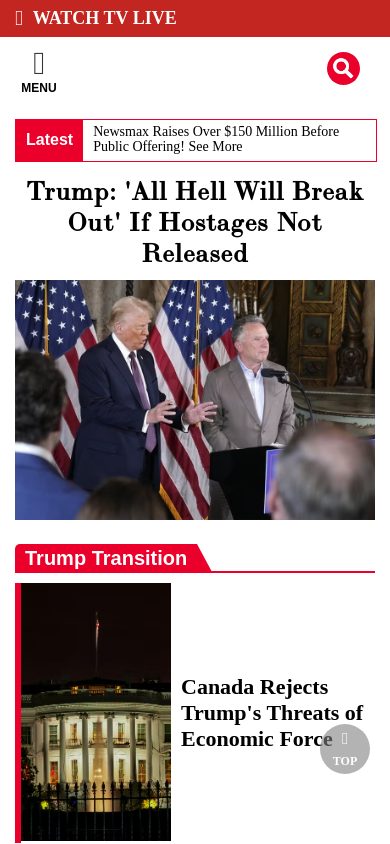 WATCH TV LIVE
MENU
Latest
Newsmax Raises Over $150 Million Before
Public Offering! See More
Trump: 'All Hell Will Break
Out' If Hostages Not
Released
Trump Transition
Canada Rejects
Trump's Threats of
Economic Force
TOP